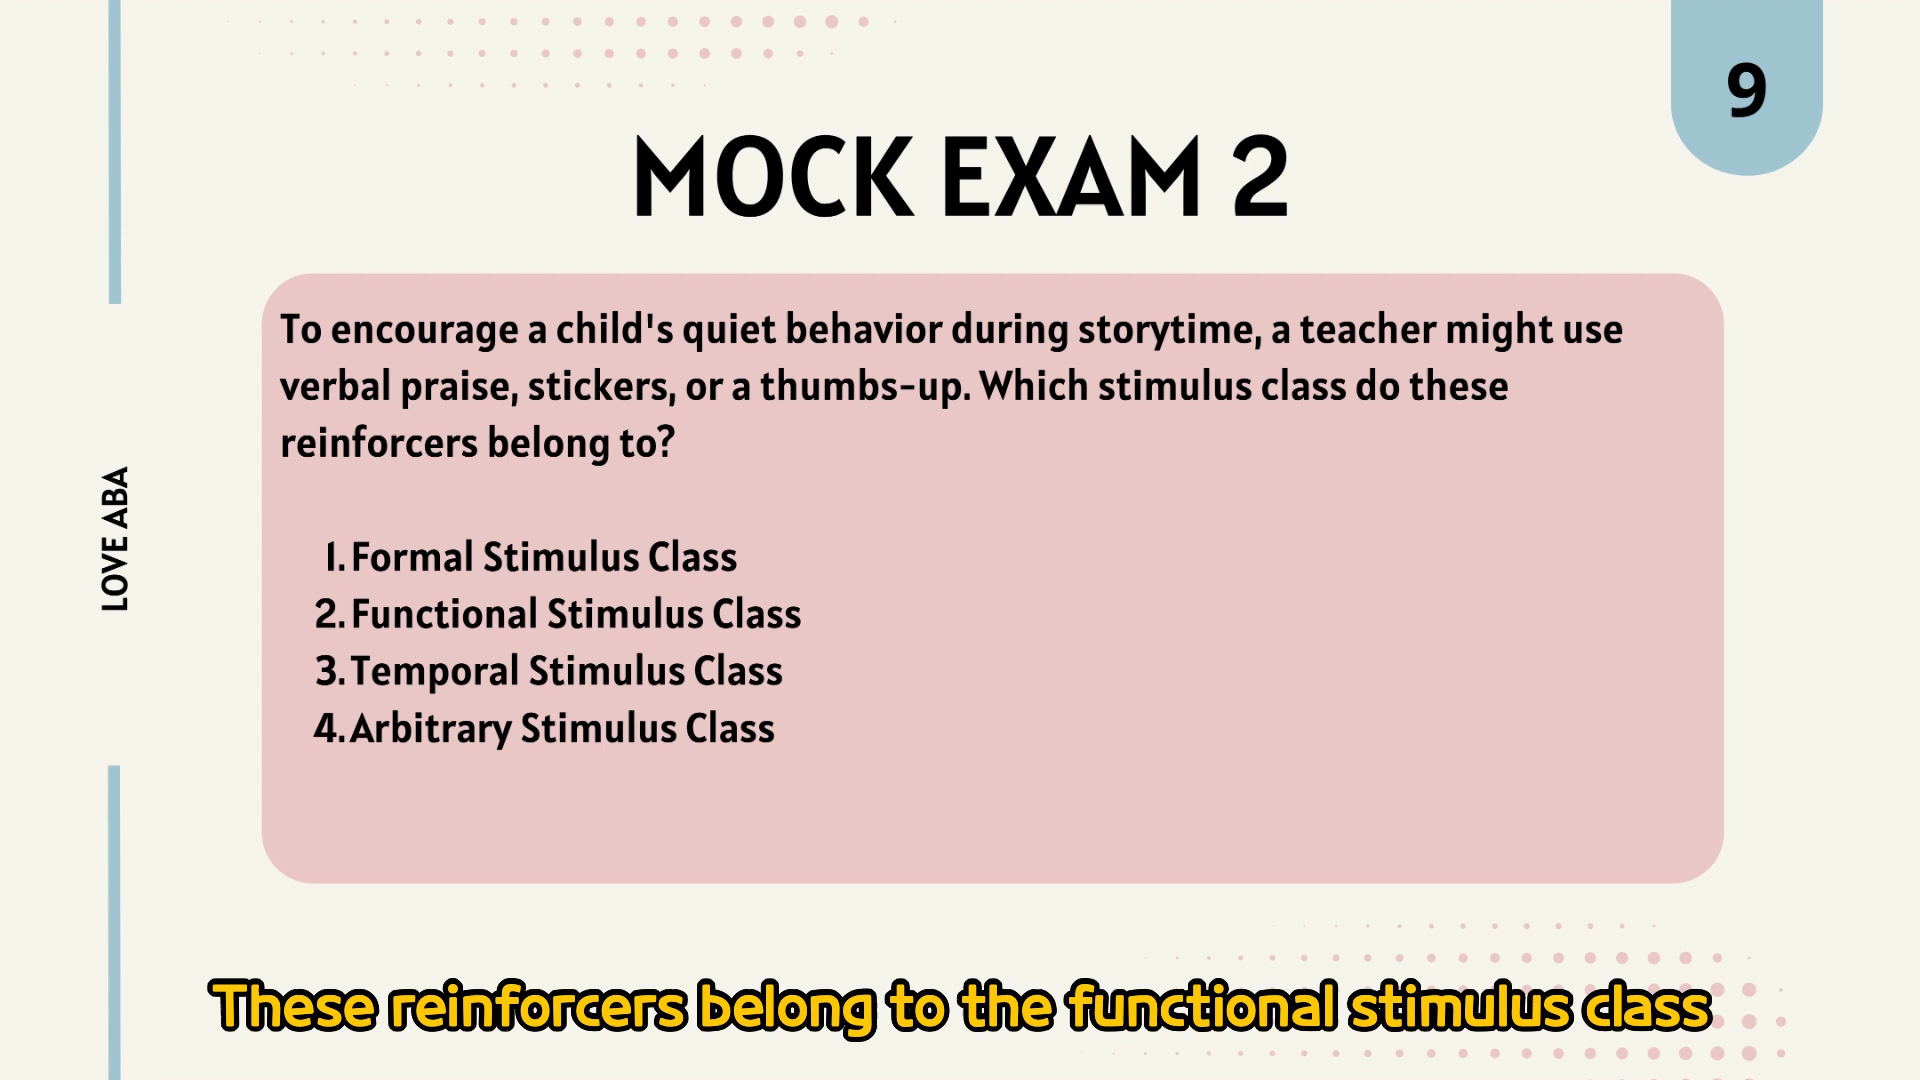 9
MOCK EXAM 2
To encourage a child's quiet behavior during storytime, a teacher might use
verbal praise, stickers, or a thumbs-up. Which stimulus class do these
reinforcers belong to?
1. Formal Stimulus Class
2. Functional Stimulus Class
3. Temporal Stimulus Class
4. Arbitrary Stimulus Class
LOVE ABA
These reinforcers belong to the functional stimulus class